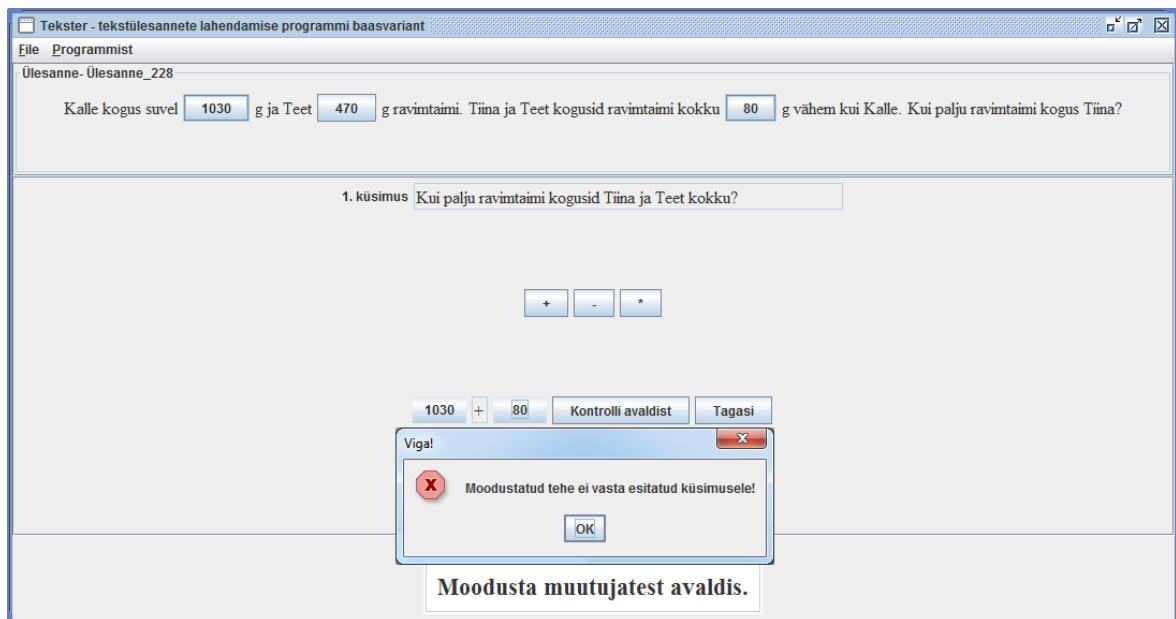 Tekster - tekstülesannete lahendamise programmi baasvariant
File Programmist
Ülesanne- Ülesanne_228
Kalle kogus suvel 1030 g ja Teet 470 g ravimtaimi. Tiina ja Teet kogusid ravimtaimi kokku 80 g vähem kui Kalle. Kui palju ravimtaimi kogus Tiina?
1. küsimus Kui palju ravimtaimi kogusid Tiina ja Teet kokku?
+ - *
1030 + 80 Kontrolli avaldist Tagasi
Viga!
Moodustatud tehe ei vasta esitatud küsimusele!
OK
Moodusta muutujatest avaldis.